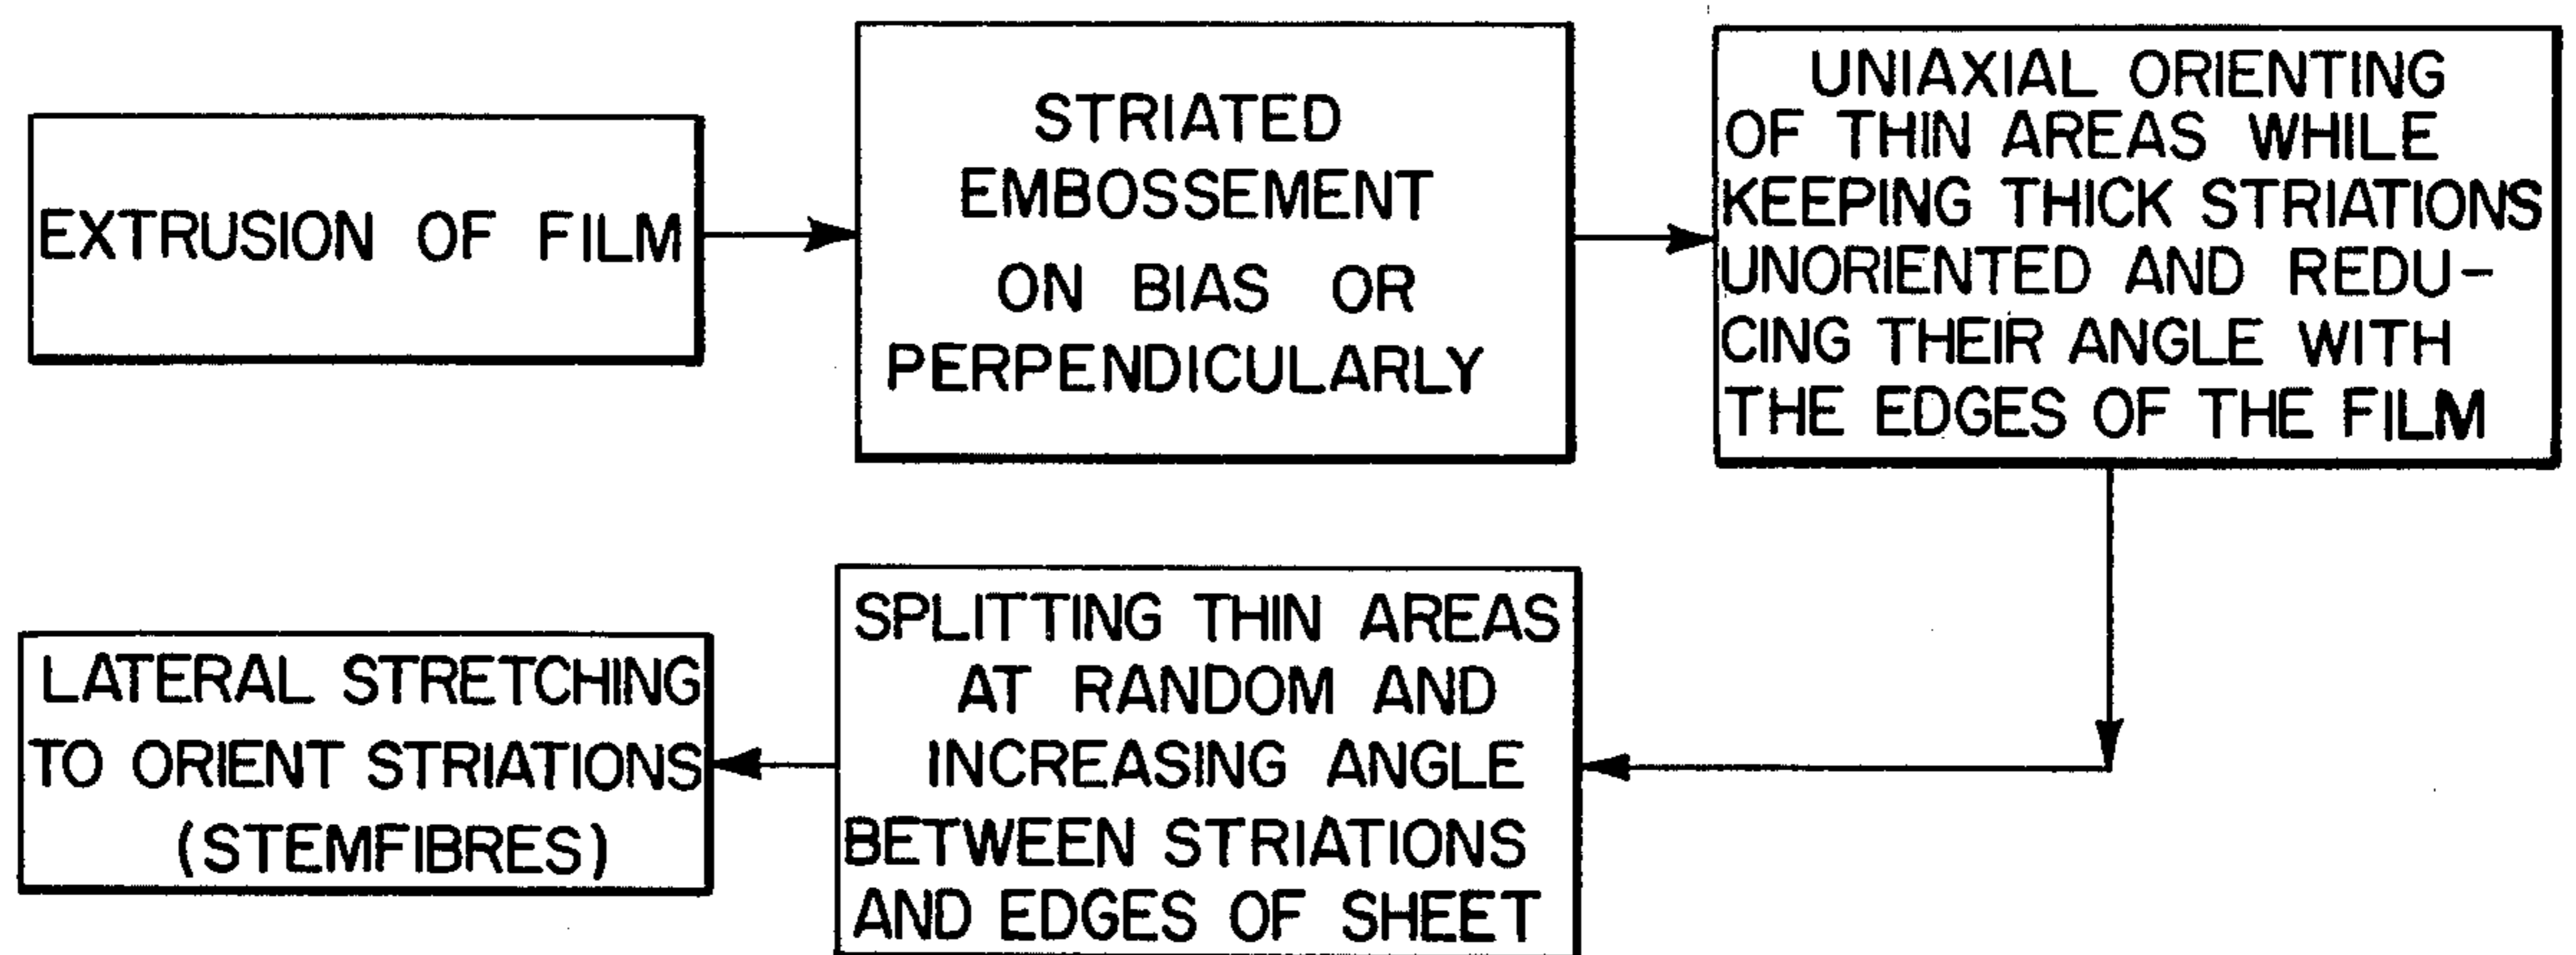 EXTRUSION OF FILM
STRIATED
EMBOSSEMENT
ON BIAS OR
PERPENDICULARLY
UNIAXIAL ORIENTING
OF THIN AREAS WHILE
KEEPING THICK STRIATIONS
UNORIENTED AND REDU-
CING THEIR ANGLE WITH
THE EDGES OF THE FILM
SPLITTING THIN AREAS
AT RANDOM AND
INCREASING ANGLE
BETWEEN STRIATIONS
AND EDGES OF SHEET
LATERAL STRETCHING
TO ORIENT STRIATIONS
(STEMFIBRES)